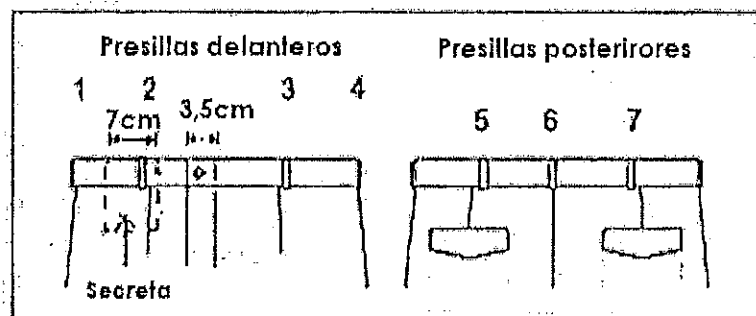 Presillas delanteros
1 2 3 4
7cm 3,5cm
Secreta
Presillas posterirores
5 6 7